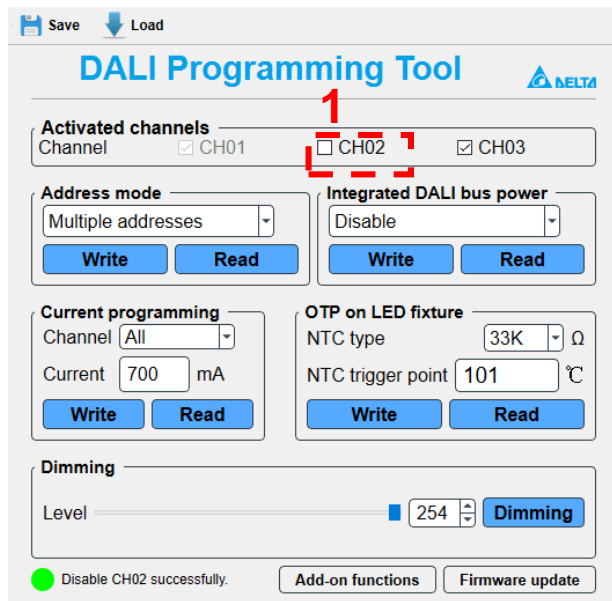 Save Load
DALI Programming Tool
DELTA
1
Activated channels
Channel CH01 CH02 CH03
Address mode Integrated DALI bus power
Multiple addresses Disable
Write Read Write Read
Current programming OTP on LED fixture
Channel All NTC type 33K Ω
Current 700 mA NTC trigger point 101 ℃
Write Read Write Read
Dimming
Level 254 Dimming
Disable CH02 successfully. Add-on functions Firmware update